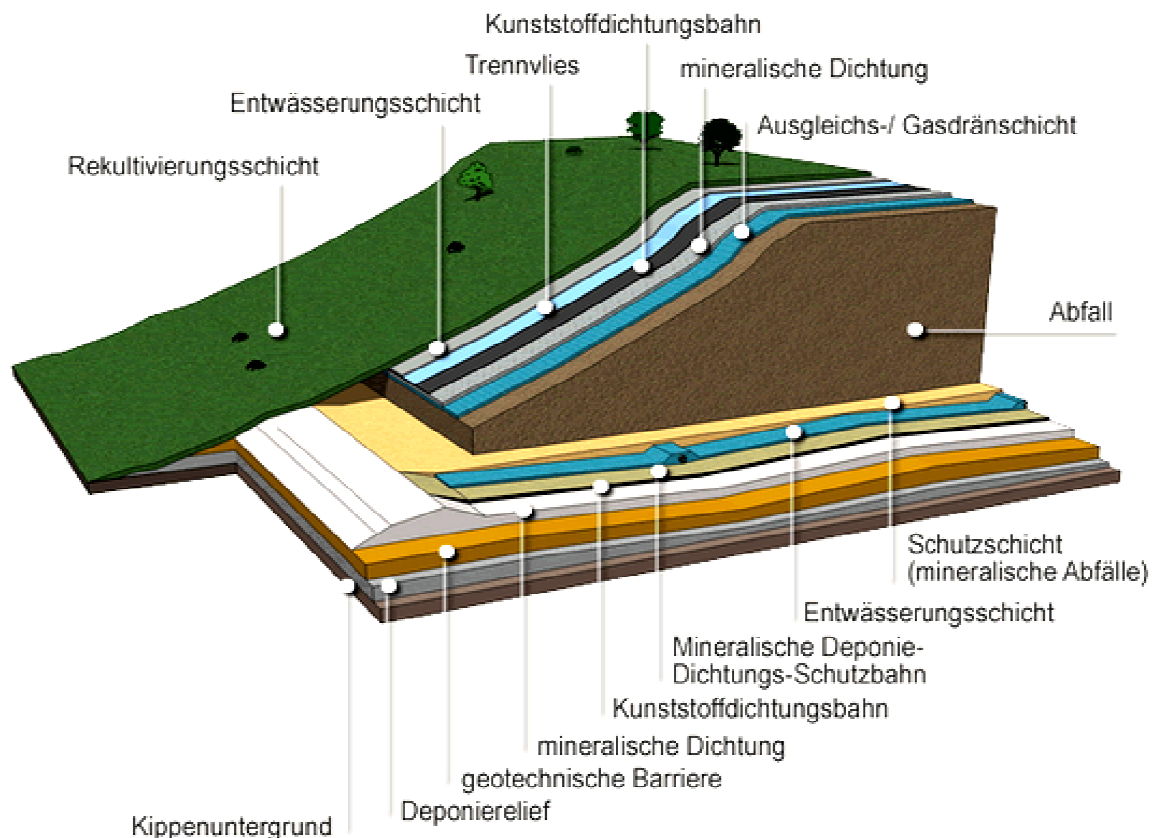 Kunststoffdichtungsbahn
Trennvlies
mineralische Dichtung
Entwässerungsschicht
Ausgleichs-/ Gasdränschicht
Rekultivierungsschicht
Abfall
Schutzschicht
(mineralische Abfälle)
Entwässerungsschicht
Mineralische Deponie-
Dichtungs-Schutzbahn
Kunststoffdichtungsbahn
mineralische Dichtung
geotechnische Barriere
Deponierelief
Kippenuntergrund